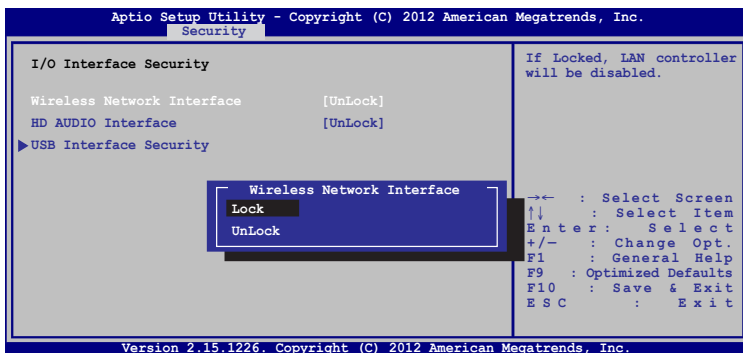 Aptio Setup Utility - Copyright (C) 2012 American Megatrends, Inc.
Security
I/O Interface Security
Wireless Network Interface [UnLock]
HD AUDIO Interface [UnLock]
USB Interface Security
If Locked, LAN controller
will be disabled.
Wireless Network Interface
Lock
UnLock
→← : Select Screen
↑↓ : Select Item
Enter: Select
+/— : Change Opt.
F1 : General Help
F9 : Optimized Defaults
F10 : Save & Exit
ESC : Exit
Version 2.15.1226. Copyright (C) 2012 American Megatrends, Inc.